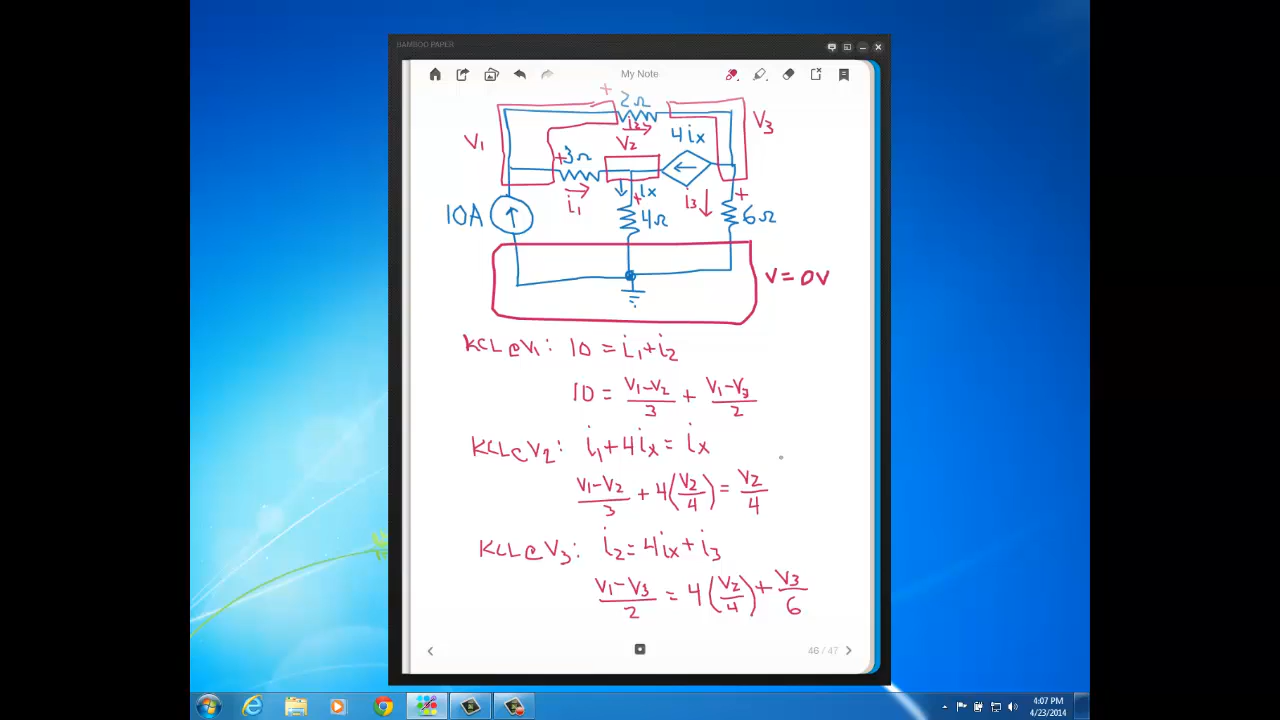 BAMBOO PAPER
My Note
+ 2Ω
i2
V1
V3
V2
4ix
+3Ω
i1
ix
i3
+
+
10A
4Ω
6Ω
V = 0V
KCL@V1: 10 = i1+i2
10 = (V1-V2)/3 + (V1-V3)/2
KCL@V2: i1+4ix = ix
(V1-V2)/3 + 4(V2/4) = V2/4
KCL@V3: i2 = 4ix+i3
(V1-V3)/2 = 4(V2/4) + V3/6
46 / 47
4:07 PM
4/23/2014